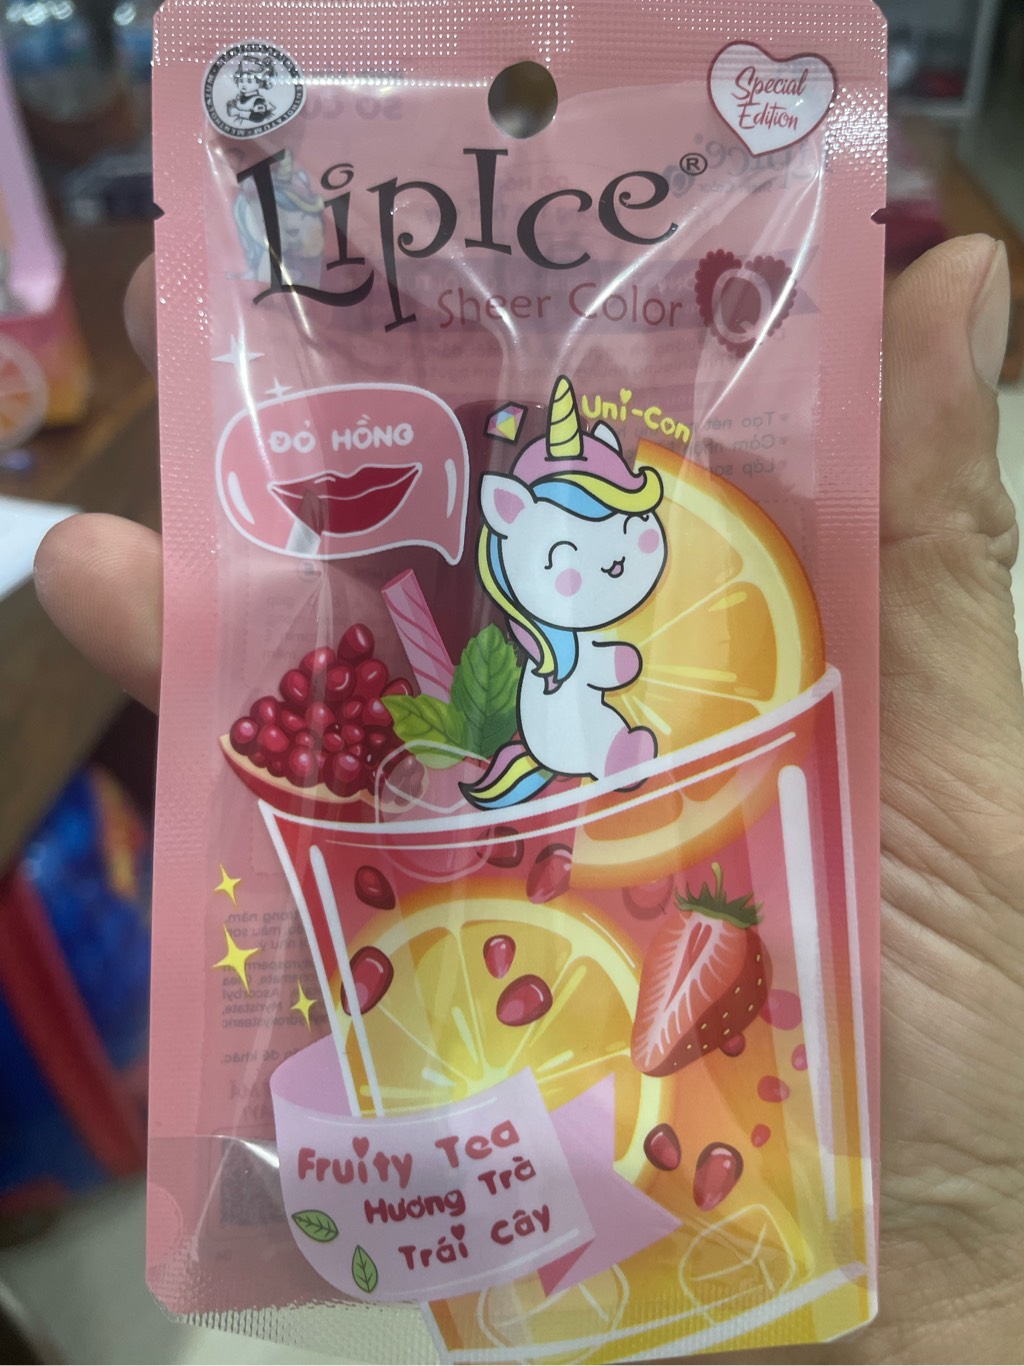 Special
Edition
LipIce®
Sheer Color Q
Uni-Con
ĐỎ HỒNG
Fruity Tea
Hương Trà
Trái Cây